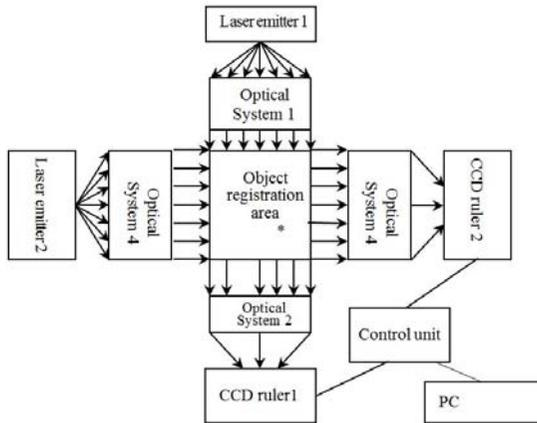 Laser emitter 1
Optical
System 1
Laser emitter2
Optical
System 4
Object
registration
area
*
Optical
System 4
CCD ruler 2
Optical
System 2
Control unit
CCD ruler1
PC